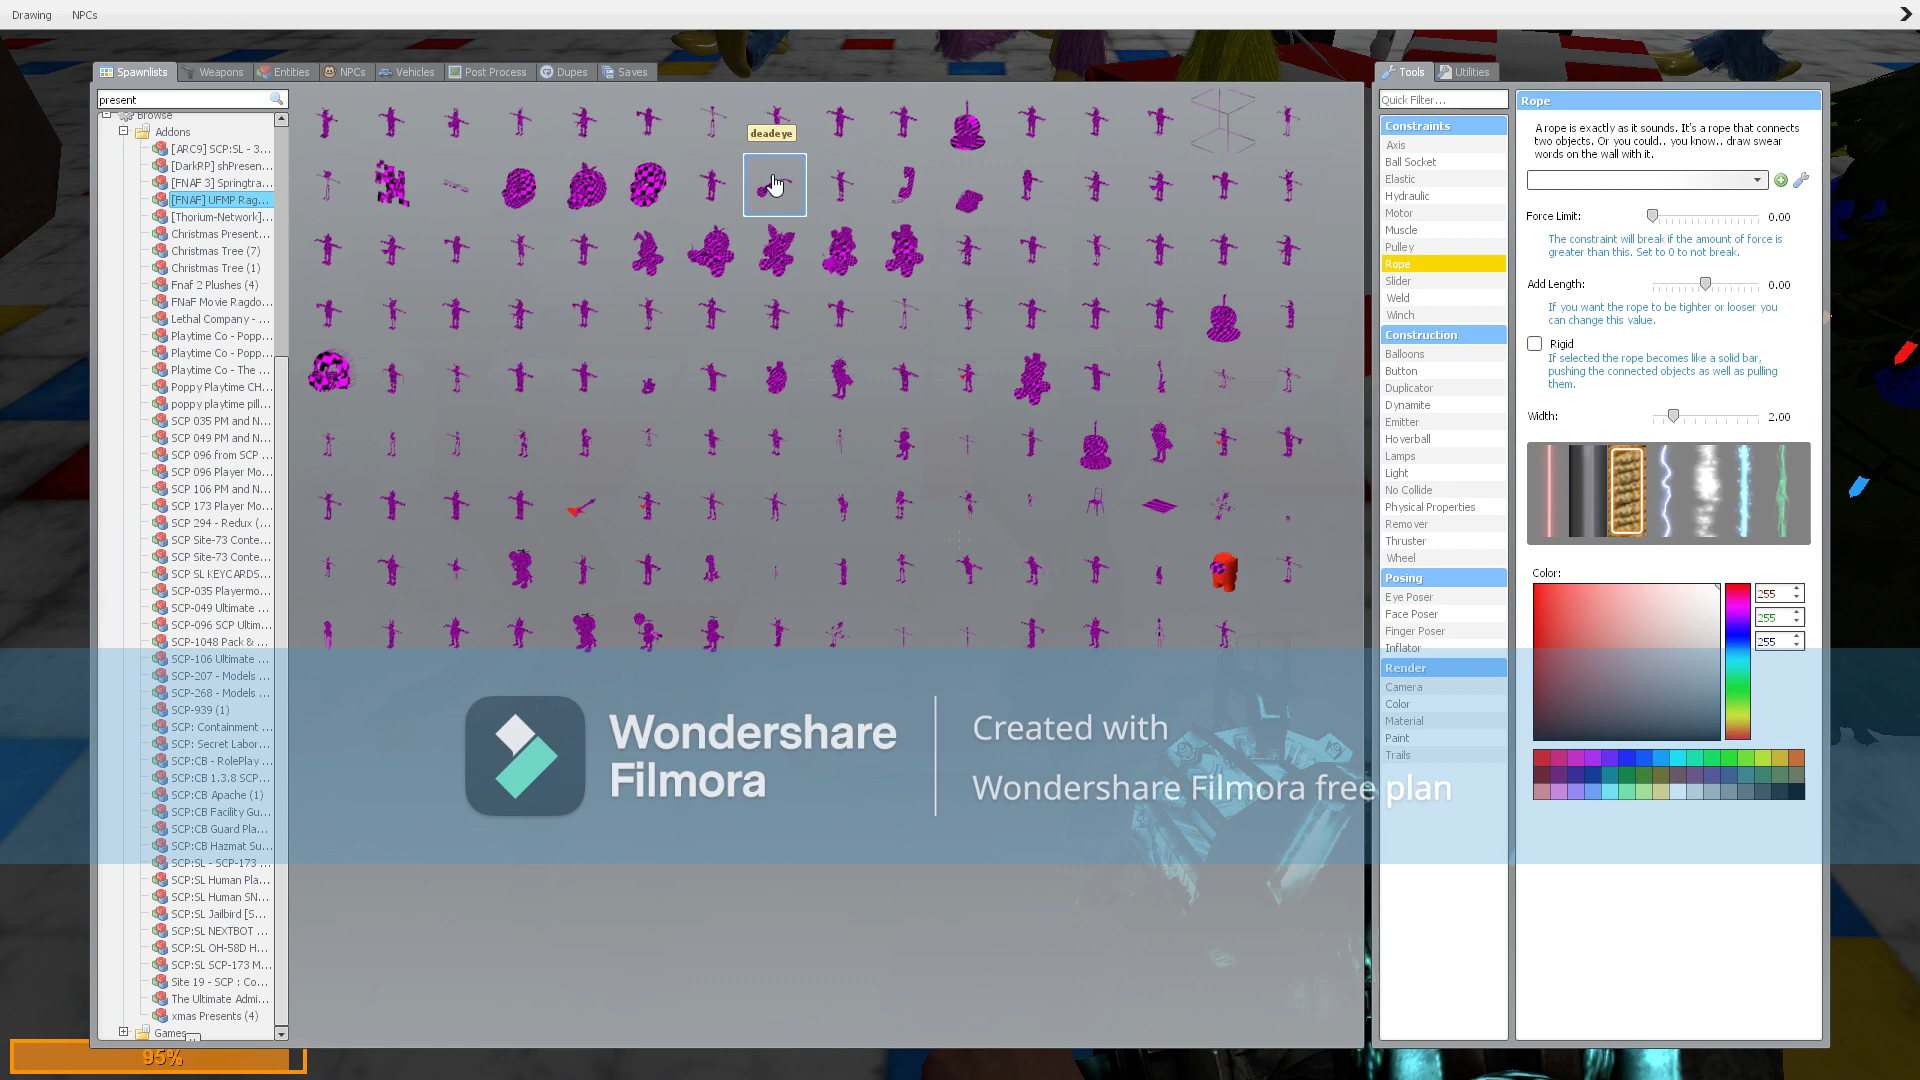 Drawing NPCs
Spawnlists Weapons Entities NPCs Vehicles Post Process Dupes Saves
present
Browse
Addons
[ARC9] SCP:SL - 3...
[DarkRP] shPresen...
[FNAF 3] Springtra...
[FNAF] UFMP Rag...
[Thorium-Network]...
Christmas Present...
Christmas Tree (7)
Christmas Tree (1)
Fnaf 2 Plushes (4)
FNaF Movie Ragdo...
Lethal Company - ...
Playtime Co - Popp...
Playtime Co - Popp...
Playtime Co - The ...
Poppy Playtime CH...
poppy playtime pill...
SCP 035 PM and N...
SCP 049 PM and N...
SCP 096 from SCP ...
SCP 096 Player Mo...
SCP 106 PM and N...
SCP 173 Player Mo...
SCP 294 - Redux (...
SCP Site-73 Conte...
SCP Site-73 Conte...
SCP SL KEYCARDS...
SCP-035 Playermo...
SCP-049 Ultimate ...
SCP-096 SCP Ultim...
SCP-1048 Pack & ...
SCP-106 Ultimate ...
SCP-207 - Models ...
SCP-268 - Models ...
SCP-939 (1)
SCP: Containment ...
SCP: Secret Labor...
SCP:CB - RolePlay ...
SCP:CB 1.3.8 SCP...
SCP:CB Apache (1)
SCP:CB Facility Gu...
SCP:CB Guard Pla...
SCP:CB Hazmat Su...
SCP:SL - SCP-173 ...
SCP:SL Human Pla...
SCP:SL Human SN...
SCP:SL Jailbird [S...
SCP:SL NEXTBOT ...
SCP:SL OH-58D H...
SCP:SL SCP-173 M...
Site 19 - SCP : Co...
The Ultimate Admi...
xmas Presents (4)
Games
95%
deadeye
Wondershare
Filmora
Created with
Wondershare Filmora free plan
Tools Utilities
Quick Filter...
Constraints
Axis
Ball Socket
Elastic
Hydraulic
Motor
Muscle
Pulley
Rope
Slider
Weld
Winch
Construction
Balloons
Button
Duplicator
Dynamite
Emitter
Hoverball
Lamps
Light
No Collide
Physical Properties
Remover
Thruster
Wheel
Posing
Eye Poser
Face Poser
Finger Poser
Inflator
Render
Camera
Color
Material
Paint
Trails
Rope
A rope is exactly as it sounds. It's a rope that connects
two objects. Or you could.. you know.. draw swear
words on the wall with it.
Force Limit: 0.00
The constraint will break if the amount of force is
greater than this. Set to 0 to not break.
Add Length: 0.00
If you want the rope to be tighter or looser you
can change this value.
Rigid
If selected the rope becomes like a solid bar,
pushing the connected objects as well as pulling
them.
Width: 2.00
Color:
255
255
255